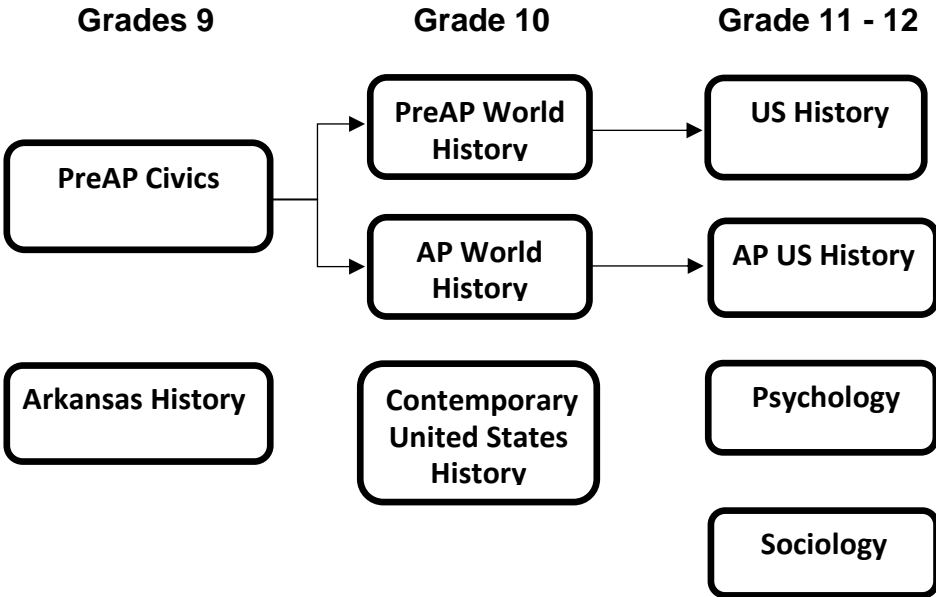 Grades 9
Grade 10
Grade 11 - 12
PreAP Civics
PreAP World
History
US History
AP World
History
AP US History
Arkansas History
Contemporary
United States
History
Psychology
Sociology